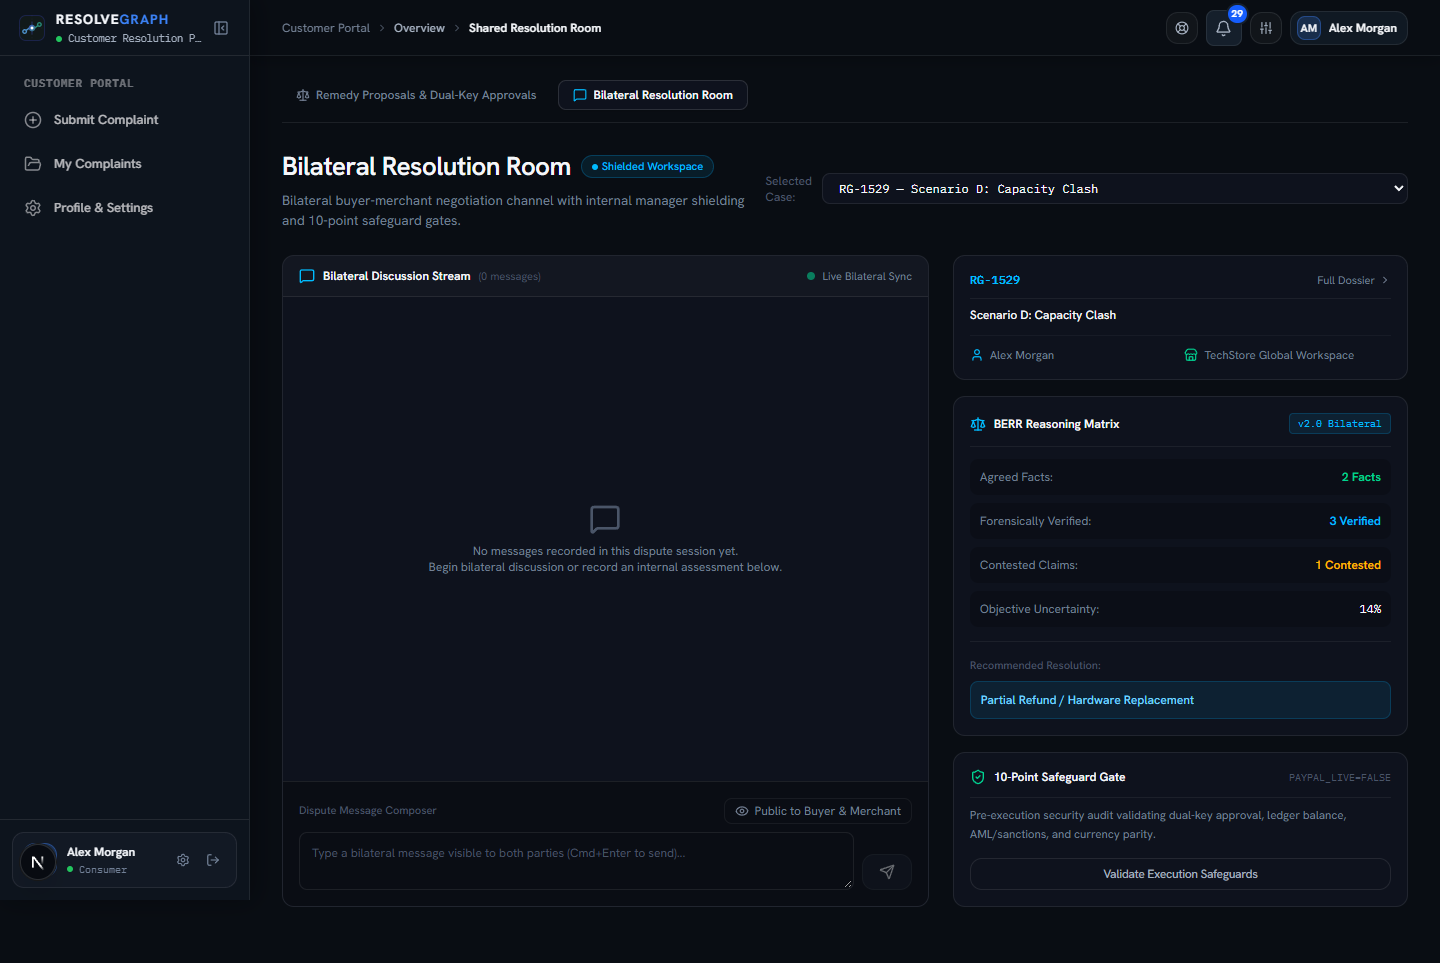 RESOLVEGRAPH
Customer Resolution P…
CUSTOMER PORTAL
Submit Complaint
My Complaints
Profile & Settings
Alex Morgan
Consumer
N
Customer Portal > Overview > Shared Resolution Room
29
AM
Alex Morgan
Remedy Proposals & Dual-Key Approvals
Bilateral Resolution Room
Bilateral Resolution Room
Shielded Workspace
Bilateral buyer-merchant negotiation channel with internal manager shielding
and 10-point safeguard gates.
Selected
Case:
RG-1529 — Scenario D: Capacity Clash
Bilateral Discussion Stream (0 messages)
Live Bilateral Sync
No messages recorded in this dispute session yet.
Begin bilateral discussion or record an internal assessment below.
Dispute Message Composer
Public to Buyer & Merchant
Type a bilateral message visible to both parties (Cmd+Enter to send)...
RG-1529
Full Dossier >
Scenario D: Capacity Clash
Alex Morgan
TechStore Global Workspace
BERR Reasoning Matrix
v2.0 Bilateral
Agreed Facts:
2 Facts
Forensically Verified:
3 Verified
Contested Claims:
1 Contested
Objective Uncertainty:
14%
Recommended Resolution:
Partial Refund / Hardware Replacement
10-Point Safeguard Gate
PAYPAL_LIVE=FALSE
Pre-execution security audit validating dual-key approval, ledger balance,
AML/sanctions, and currency parity.
Validate Execution Safeguards